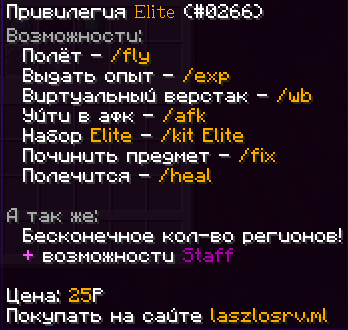 Привилегия Elite (#0266)
Возможности:
Полёт - /fly
Выдать опыт - /exp
Виртуальный верстак - /wb
Уйти в афк - /afk
Набор Elite - /kit Elite
Починить предмет - /fix
Полечится - /heal
А так же:
Бесконечное кол-во регионов!
+ возможности Staff
Цена: 25Р
Покупать на сайте laszlosrv.ml